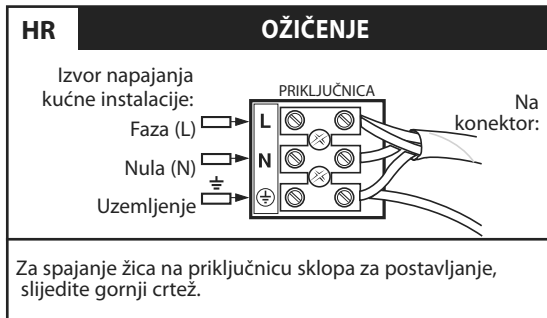 HR
OŽIČENJE
Izvor napajanja
kućne instalacije:
PRIKLJUČNICA
Na
konektor:
Faza (L)
L
Nula (N)
N
Uzemljenje
Za spajanje žica na priključnicu sklopa za postavljanje,
slijedite gornji crtež.